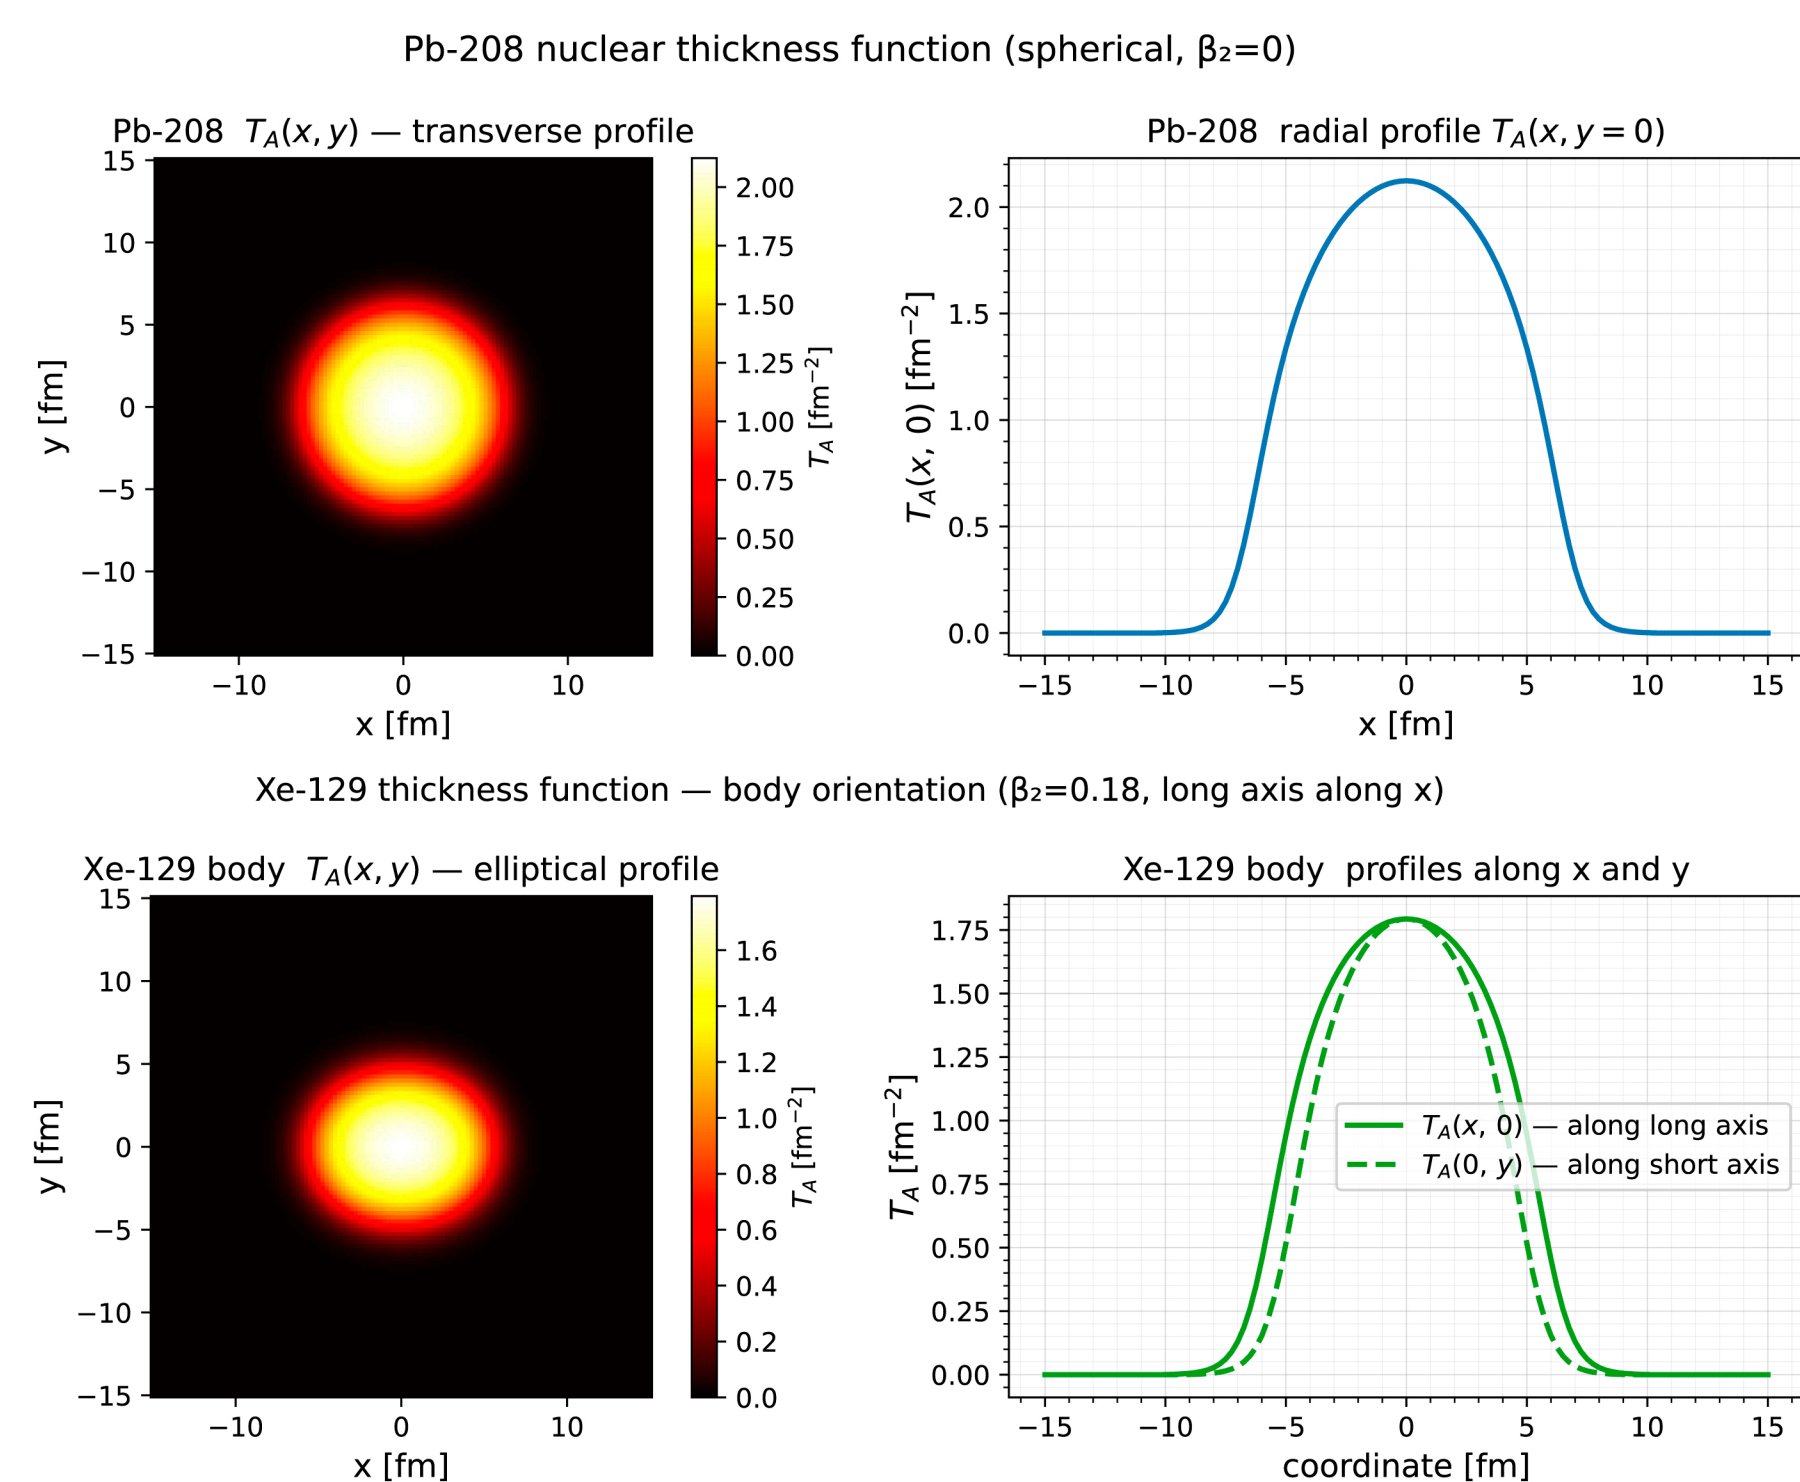 Pb-208 nuclear thickness function (spherical, β₂=0)
Pb-208 T_A(x, y) — transverse profile
15
10
5
0
−5
−10
−15
y [fm]
−10 0 10
x [fm]
2.00
1.75
1.50
1.25
1.00
0.75
0.50
0.25
0.00
T_A [fm⁻²]
Pb-208 radial profile T_A(x, y = 0)
2.0
1.5
1.0
0.5
0.0
T_A(x, 0) [fm⁻²]
−15 −10 −5 0 5 10 15
x [fm]
Xe-129 thickness function — body orientation (β₂=0.18, long axis along x)
Xe-129 body T_A(x, y) — elliptical profile
15
10
5
0
−5
−10
−15
y [fm]
−10 0 10
x [fm]
1.6
1.4
1.2
1.0
0.8
0.6
0.4
0.2
0.0
T_A [fm⁻²]
Xe-129 body profiles along x and y
1.75
1.50
1.25
1.00
0.75
0.50
0.25
0.00
T_A [fm⁻²]
T_A(x, 0) — along long axis
T_A(0, y) — along short axis
−15 −10 −5 0 5 10 15
coordinate [fm]